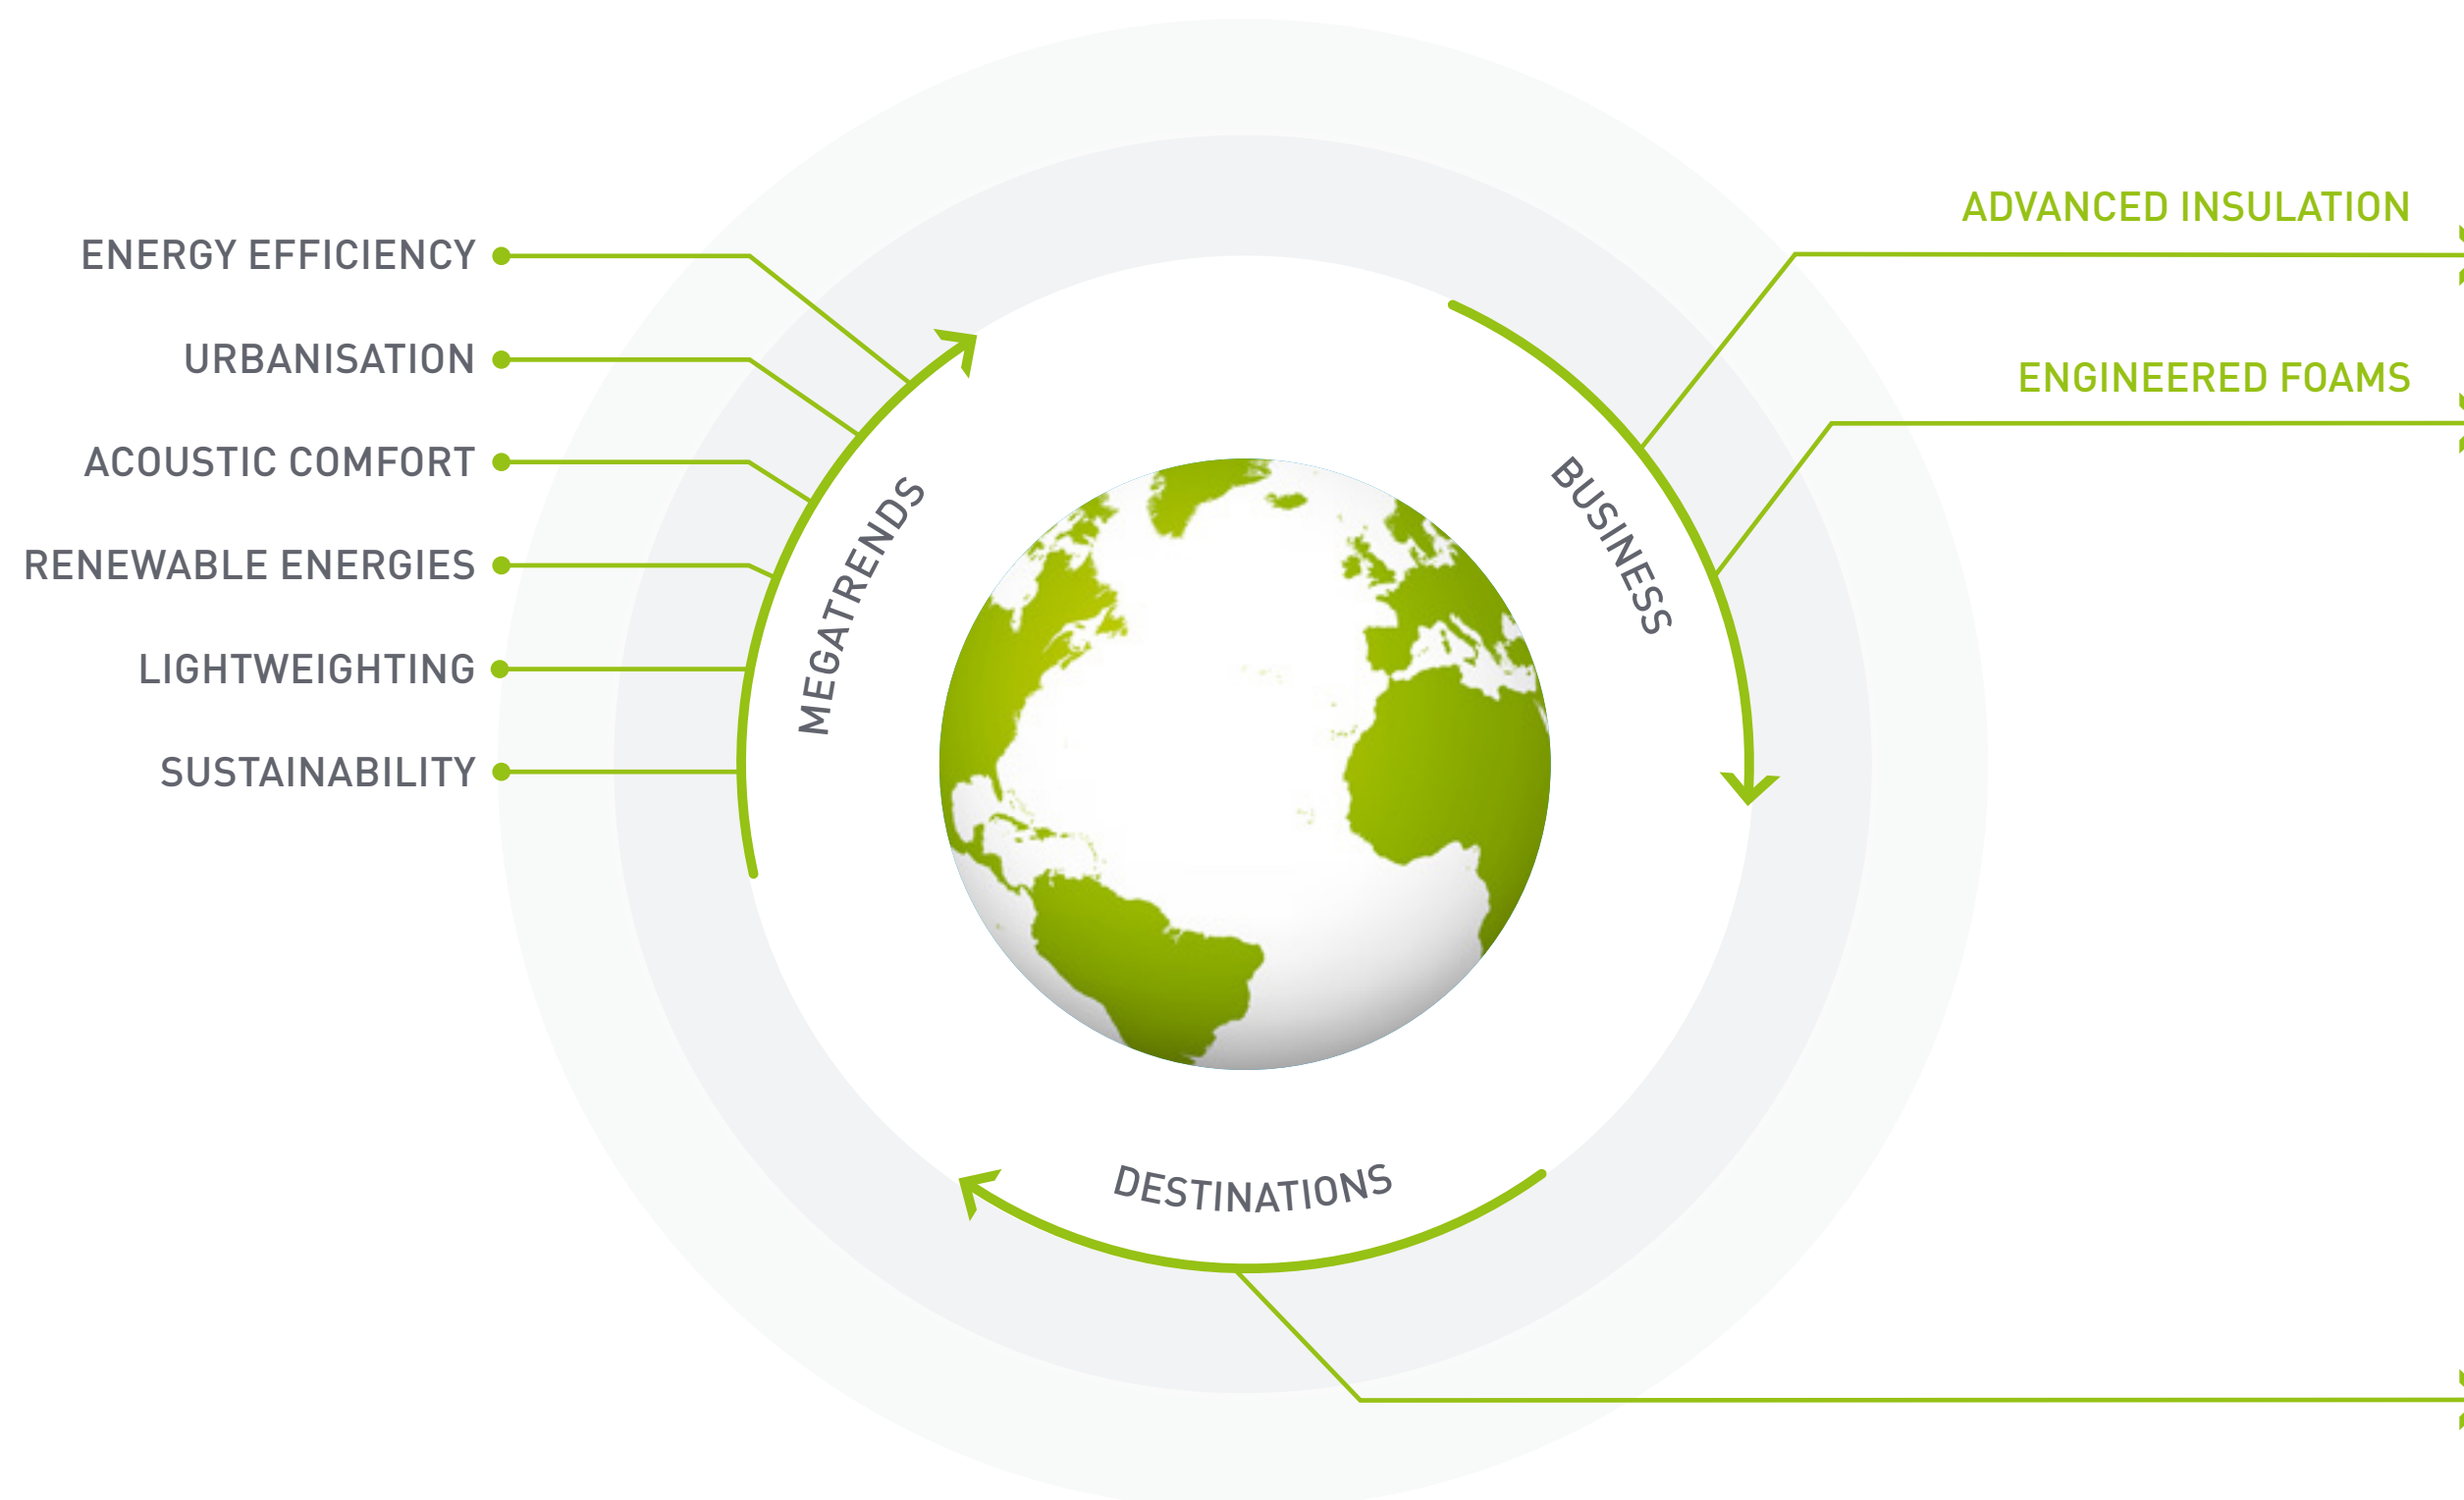 ENERGY EFFICIENCY
URBANISATION
ACOUSTIC COMFORT
RENEWABLE ENERGIES
LIGHTWEIGHTING
SUSTAINABILITY
MEGATRENDS
BUSINESS
ADVANCED INSULATION
ENGINEERED FOAMS
DESTINATIONS